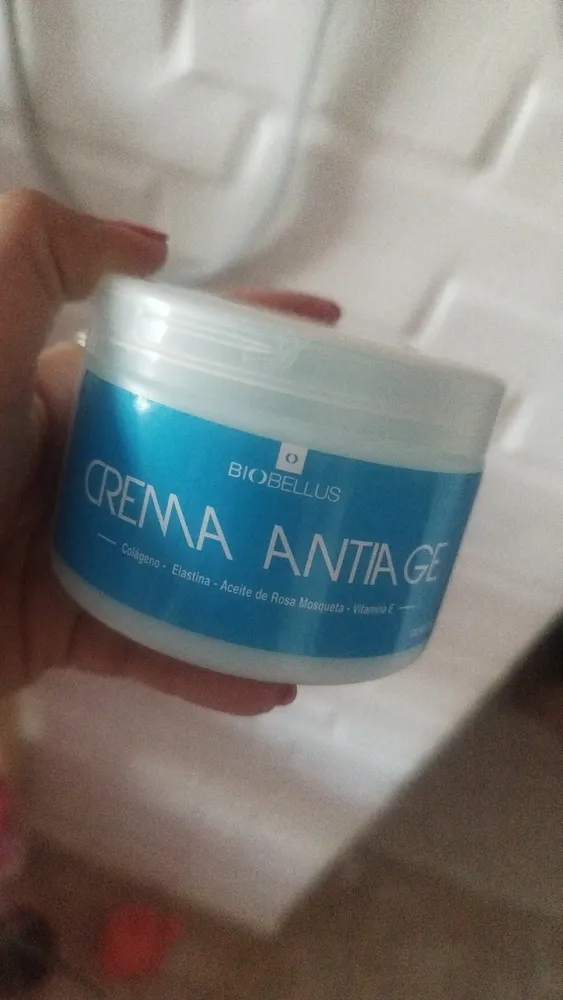 BIOBELLUS
CREMA ANTIAGE
Colágeno - Elastina - Aceite de Rosa Mosqueta - Vitamina E